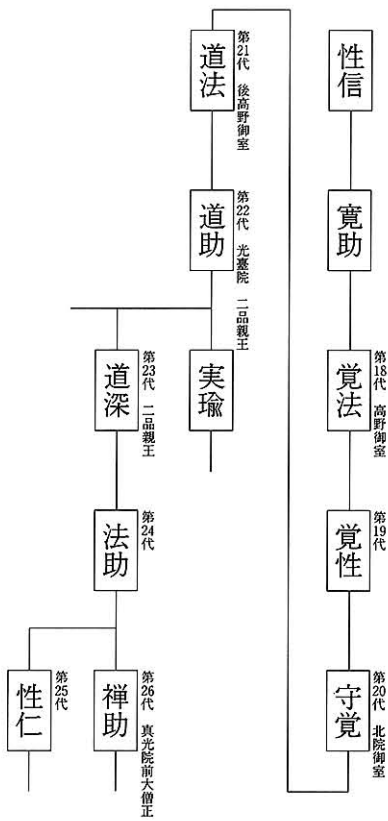 性信
寛助
覚法
第18代 高野御室
覚性
第19代
守覚
第20代 北院御室
道法
第21代 後高野御室
道助
第22代 光臺院 二品親王
実瑜
道深
第23代 二品親王
法助
第24代
禅助
第26代 真光院前大僧正
性仁
第25代